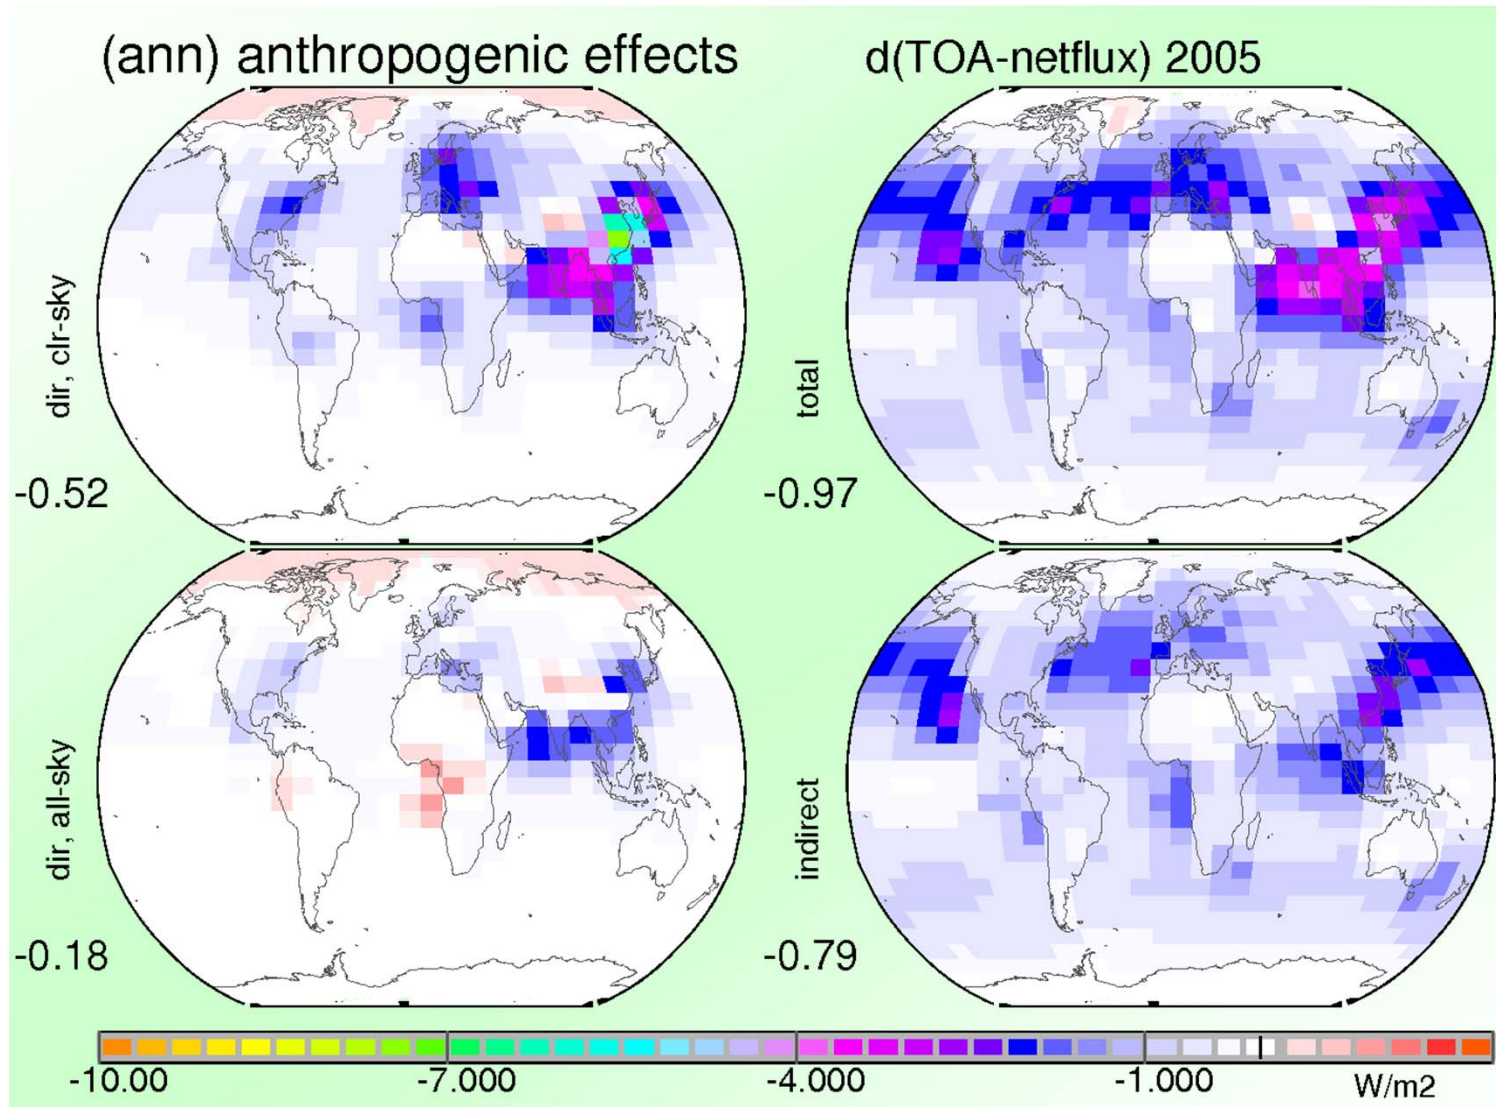 (ann) anthropogenic effects
d(TOA-netflux) 2005
dir, clr-sky
-0.52
total
-0.97
dir, all-sky
-0.18
indirect
-0.79
-10.00 -7.000 -4.000 -1.000 W/m2